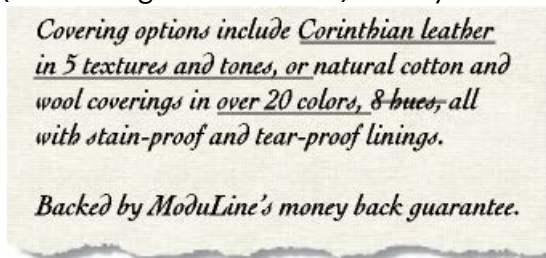 Covering options include Corinthian leather
in 5 textures and tones, or natural cotton and
wool coverings in over 20 colors, 8 hues, all
with stain-proof and tear-proof linings.
Backed by ModuLine's money back guarantee.